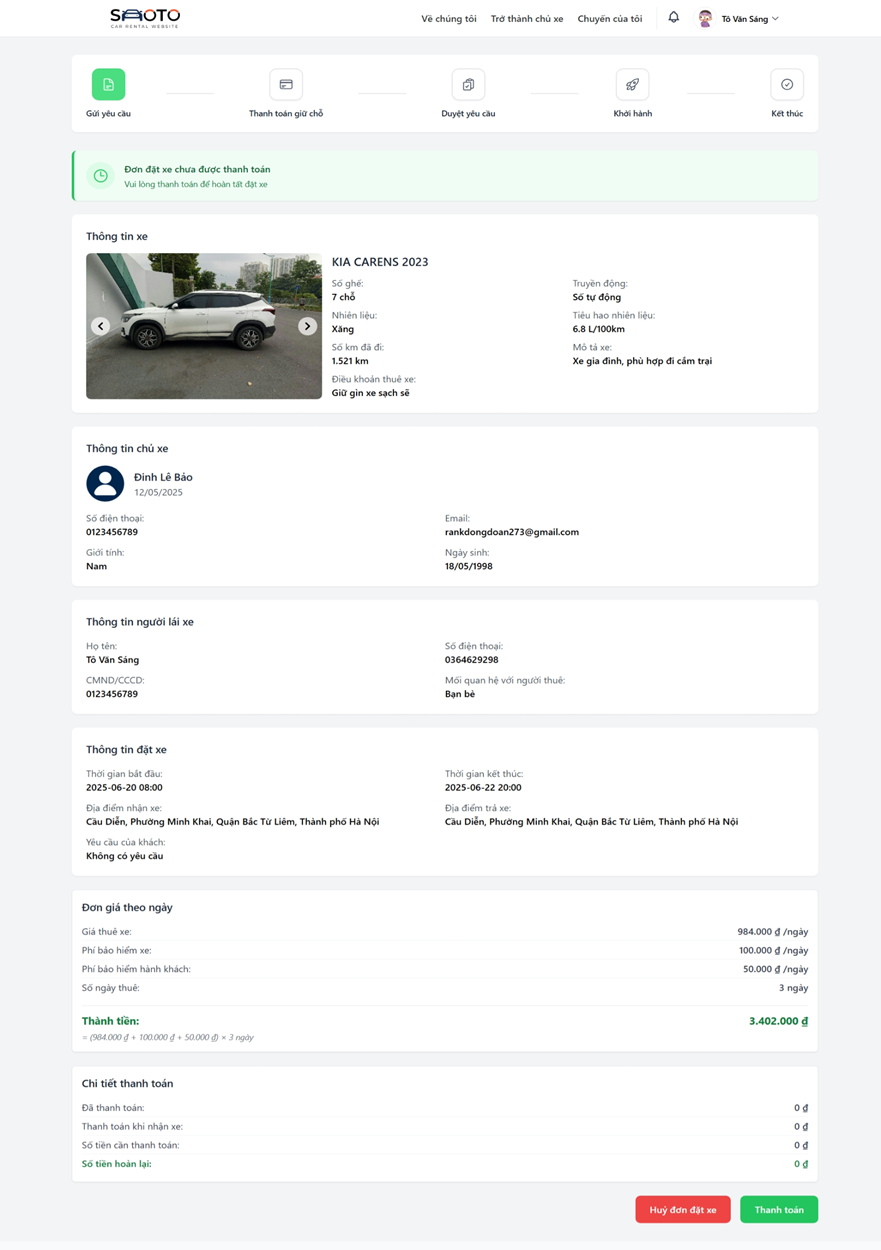 SAOTO
CAR RENTAL WEBSITE
Về chúng tôi
Trở thành chủ xe
Chuyến của tôi
Tô Văn Sáng
Gửi yêu cầu
Thanh toán giữ chỗ
Duyệt yêu cầu
Khởi hành
Kết thúc
Đơn đặt xe chưa được thanh toán
Vui lòng thanh toán để hoàn tất đặt xe
Thông tin xe
KIA CARENS 2023
Số ghế:
7 chỗ
Truyền động:
Số tự động
Nhiên liệu:
Xăng
Tiêu hao nhiên liệu:
6.8 L/100km
Số km đã đi:
1.521 km
Mô tả xe:
Xe gia đình, phù hợp đi cắm trại
Điều khoản thuê xe:
Giữ gìn xe sạch sẽ
Thông tin chủ xe
Đinh Lê Bảo
12/05/2025
Số điện thoại:
0123456789
Email:
rankdongdoan273@gmail.com
Giới tính:
Nam
Ngày sinh:
18/05/1998
Thông tin người lái xe
Họ tên:
Tô Văn Sáng
Số điện thoại:
0364629298
CMND/CCCD:
0123456789
Mối quan hệ với người thuê:
Bạn bè
Thông tin đặt xe
Thời gian bắt đầu:
2025-06-20 08:00
Thời gian kết thúc:
2025-06-22 20:00
Địa điểm nhận xe:
Cầu Diễn, Phường Minh Khai, Quận Bắc Từ Liêm, Thành phố Hà Nội
Địa điểm trả xe:
Cầu Diễn, Phường Minh Khai, Quận Bắc Từ Liêm, Thành phố Hà Nội
Yêu cầu của khách:
Không có yêu cầu
Đơn giá theo ngày
Giá thuê xe: 984.000 ₫ /ngày
Phí bảo hiểm xe: 100.000 ₫ /ngày
Phí bảo hiểm hành khách: 50.000 ₫ /ngày
Số ngày thuê: 3 ngày
Thành tiền: 3.402.000 ₫
= (984.000 ₫ + 100.000 ₫ + 50.000 ₫) × 3 ngày
Chi tiết thanh toán
Đã thanh toán: 0 ₫
Thanh toán khi nhận xe: 0 ₫
Số tiền cần thanh toán: 0 ₫
Số tiền hoàn lại: 0 ₫
Huỷ đơn đặt xe
Thanh toán